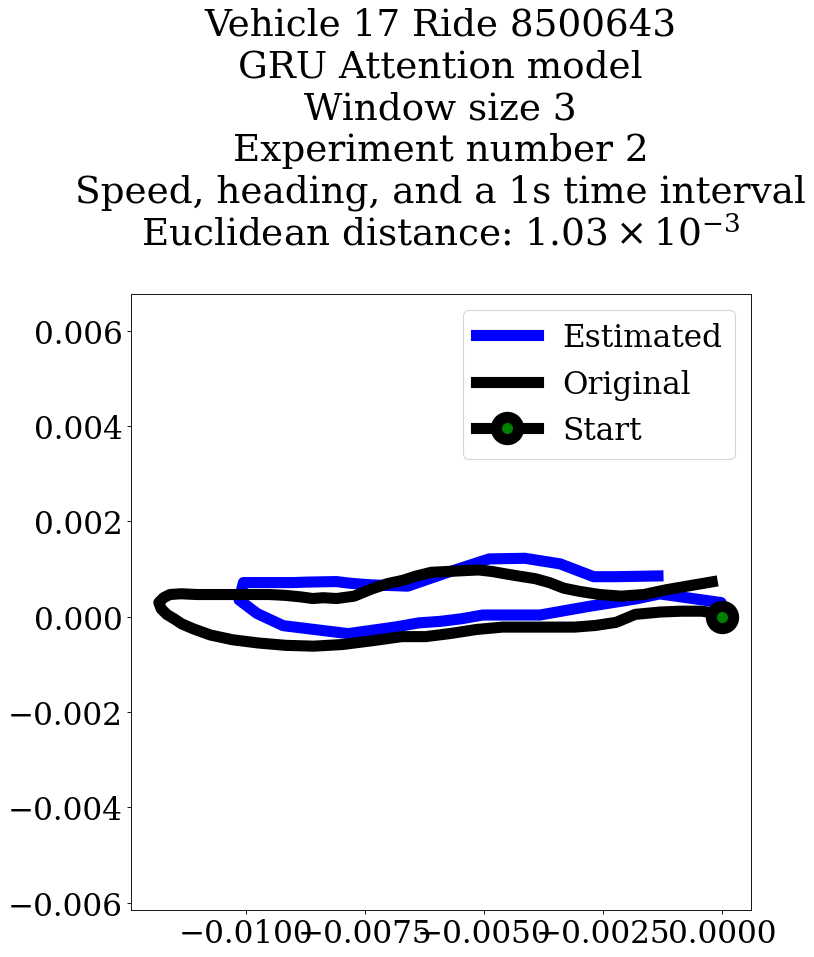 Vehicle 17 Ride 8500643
GRU Attention model
Window size 3
Experiment number 2
Speed, heading, and a 1s time interval
Euclidean distance: 1.03 × 10⁻³
Estimated
Original
Start
0.006
0.004
0.002
0.000
−0.002
−0.004
−0.006
−0.0100 −0.0075 −0.0050 −0.0025 0.0000